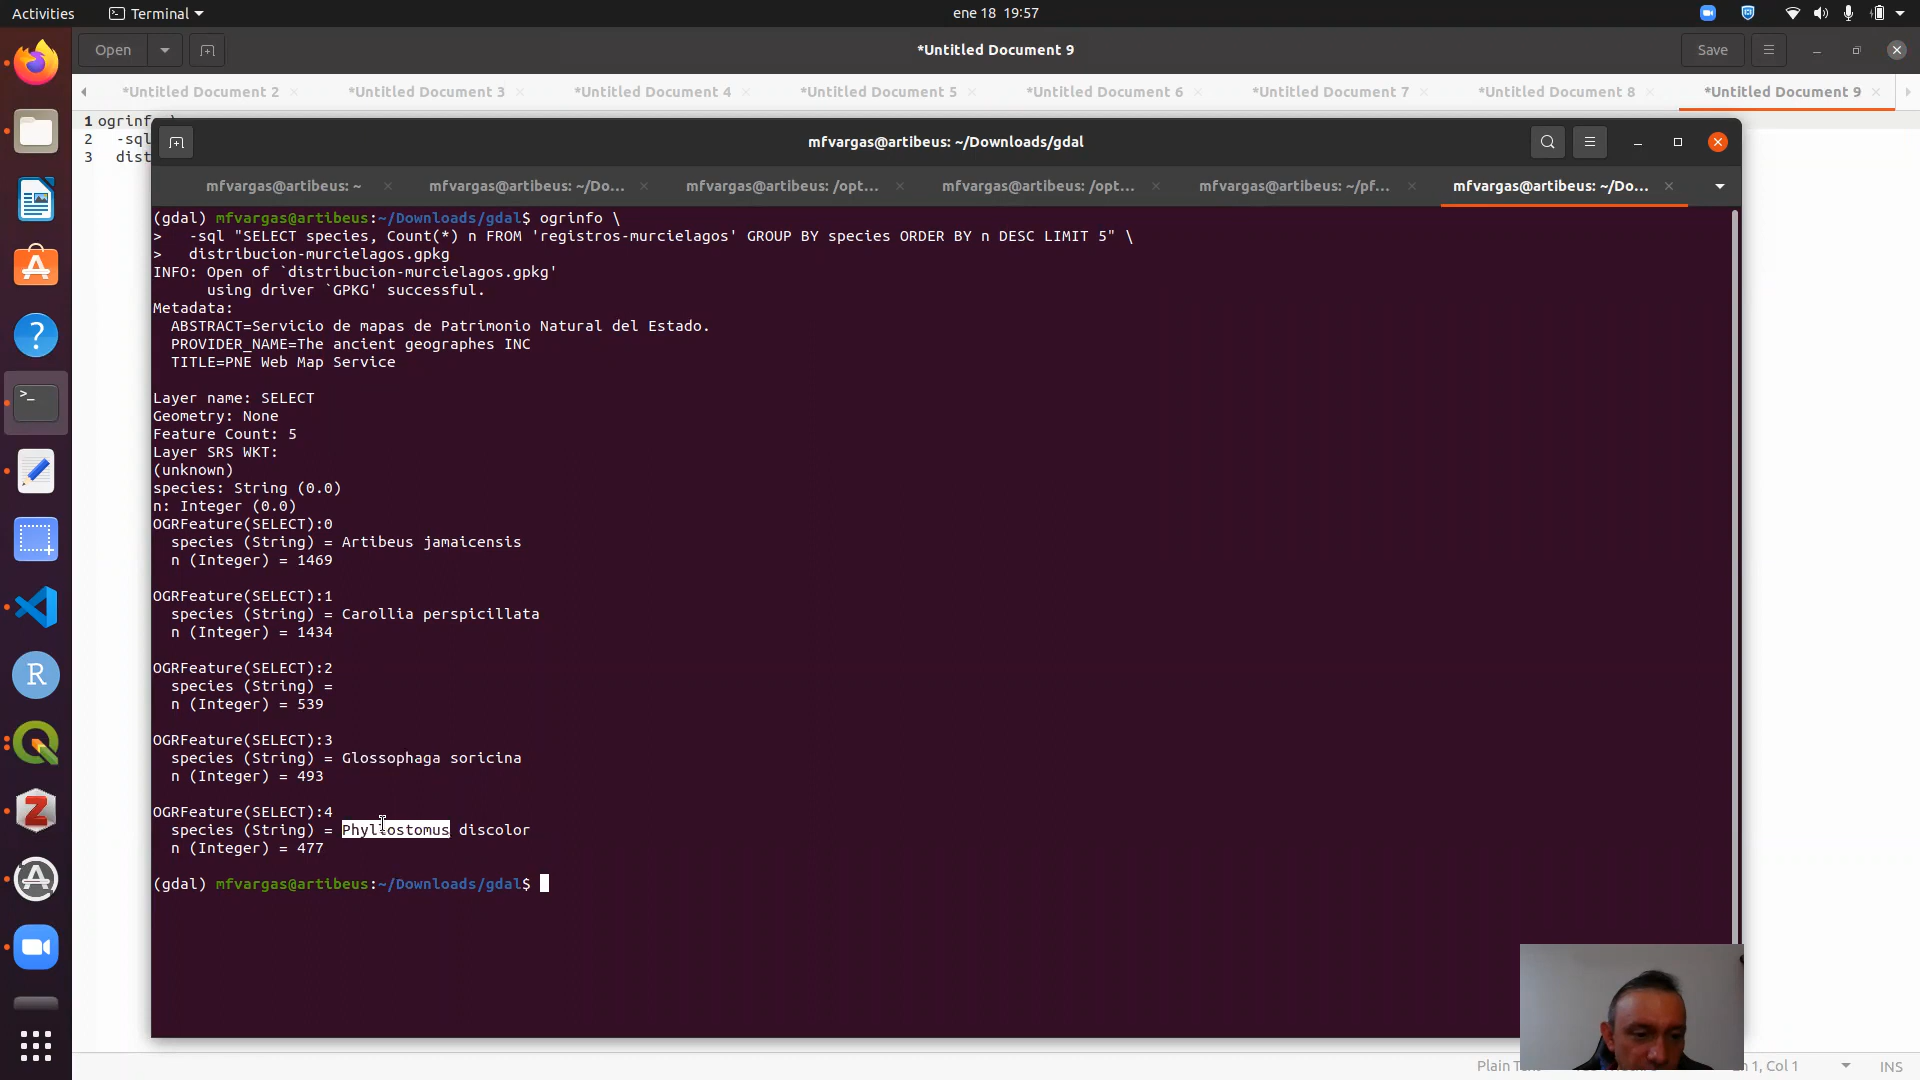 Activities
Terminal
ene 18 19:57
Open
*Untitled Document 9
Save
*Untitled Document 2
*Untitled Document 3
*Untitled Document 4
*Untitled Document 5
*Untitled Document 6
*Untitled Document 7
*Untitled Document 8
*Untitled Document 9
1 ogrinf
2 -sql
3 dist
mfvargas@artibeus: ~/Downloads/gdal
mfvargas@artibeus: ~
mfvargas@artibeus: ~/Do...
mfvargas@artibeus: /opt...
mfvargas@artibeus: /opt...
mfvargas@artibeus: ~/pf...
mfvargas@artibeus: ~/Do...
(gdal) mfvargas@artibeus:~/Downloads/gdal$ ogrinfo \
>   -sql "SELECT species, Count(*) n FROM 'registros-murcielagos' GROUP BY species ORDER BY n DESC LIMIT 5" \
>   distribucion-murcielagos.gpkg
INFO: Open of `distribucion-murcielagos.gpkg'
      using driver `GPKG' successful.
Metadata:
  ABSTRACT=Servicio de mapas de Patrimonio Natural del Estado.
  PROVIDER_NAME=The ancient geographes INC
  TITLE=PNE Web Map Service
Layer name: SELECT
Geometry: None
Feature Count: 5
Layer SRS WKT:
(unknown)
species: String (0.0)
n: Integer (0.0)
OGRFeature(SELECT):0
  species (String) = Artibeus jamaicensis
  n (Integer) = 1469
OGRFeature(SELECT):1
  species (String) = Carollia perspicillata
  n (Integer) = 1434
OGRFeature(SELECT):2
  species (String) =
  n (Integer) = 539
OGRFeature(SELECT):3
  species (String) = Glossophaga soricina
  n (Integer) = 493
OGRFeature(SELECT):4
  species (String) = Phyllostomus discolor
  n (Integer) = 477
(gdal) mfvargas@artibeus:~/Downloads/gdal$
Plain
Ln 1, Col 1
INS